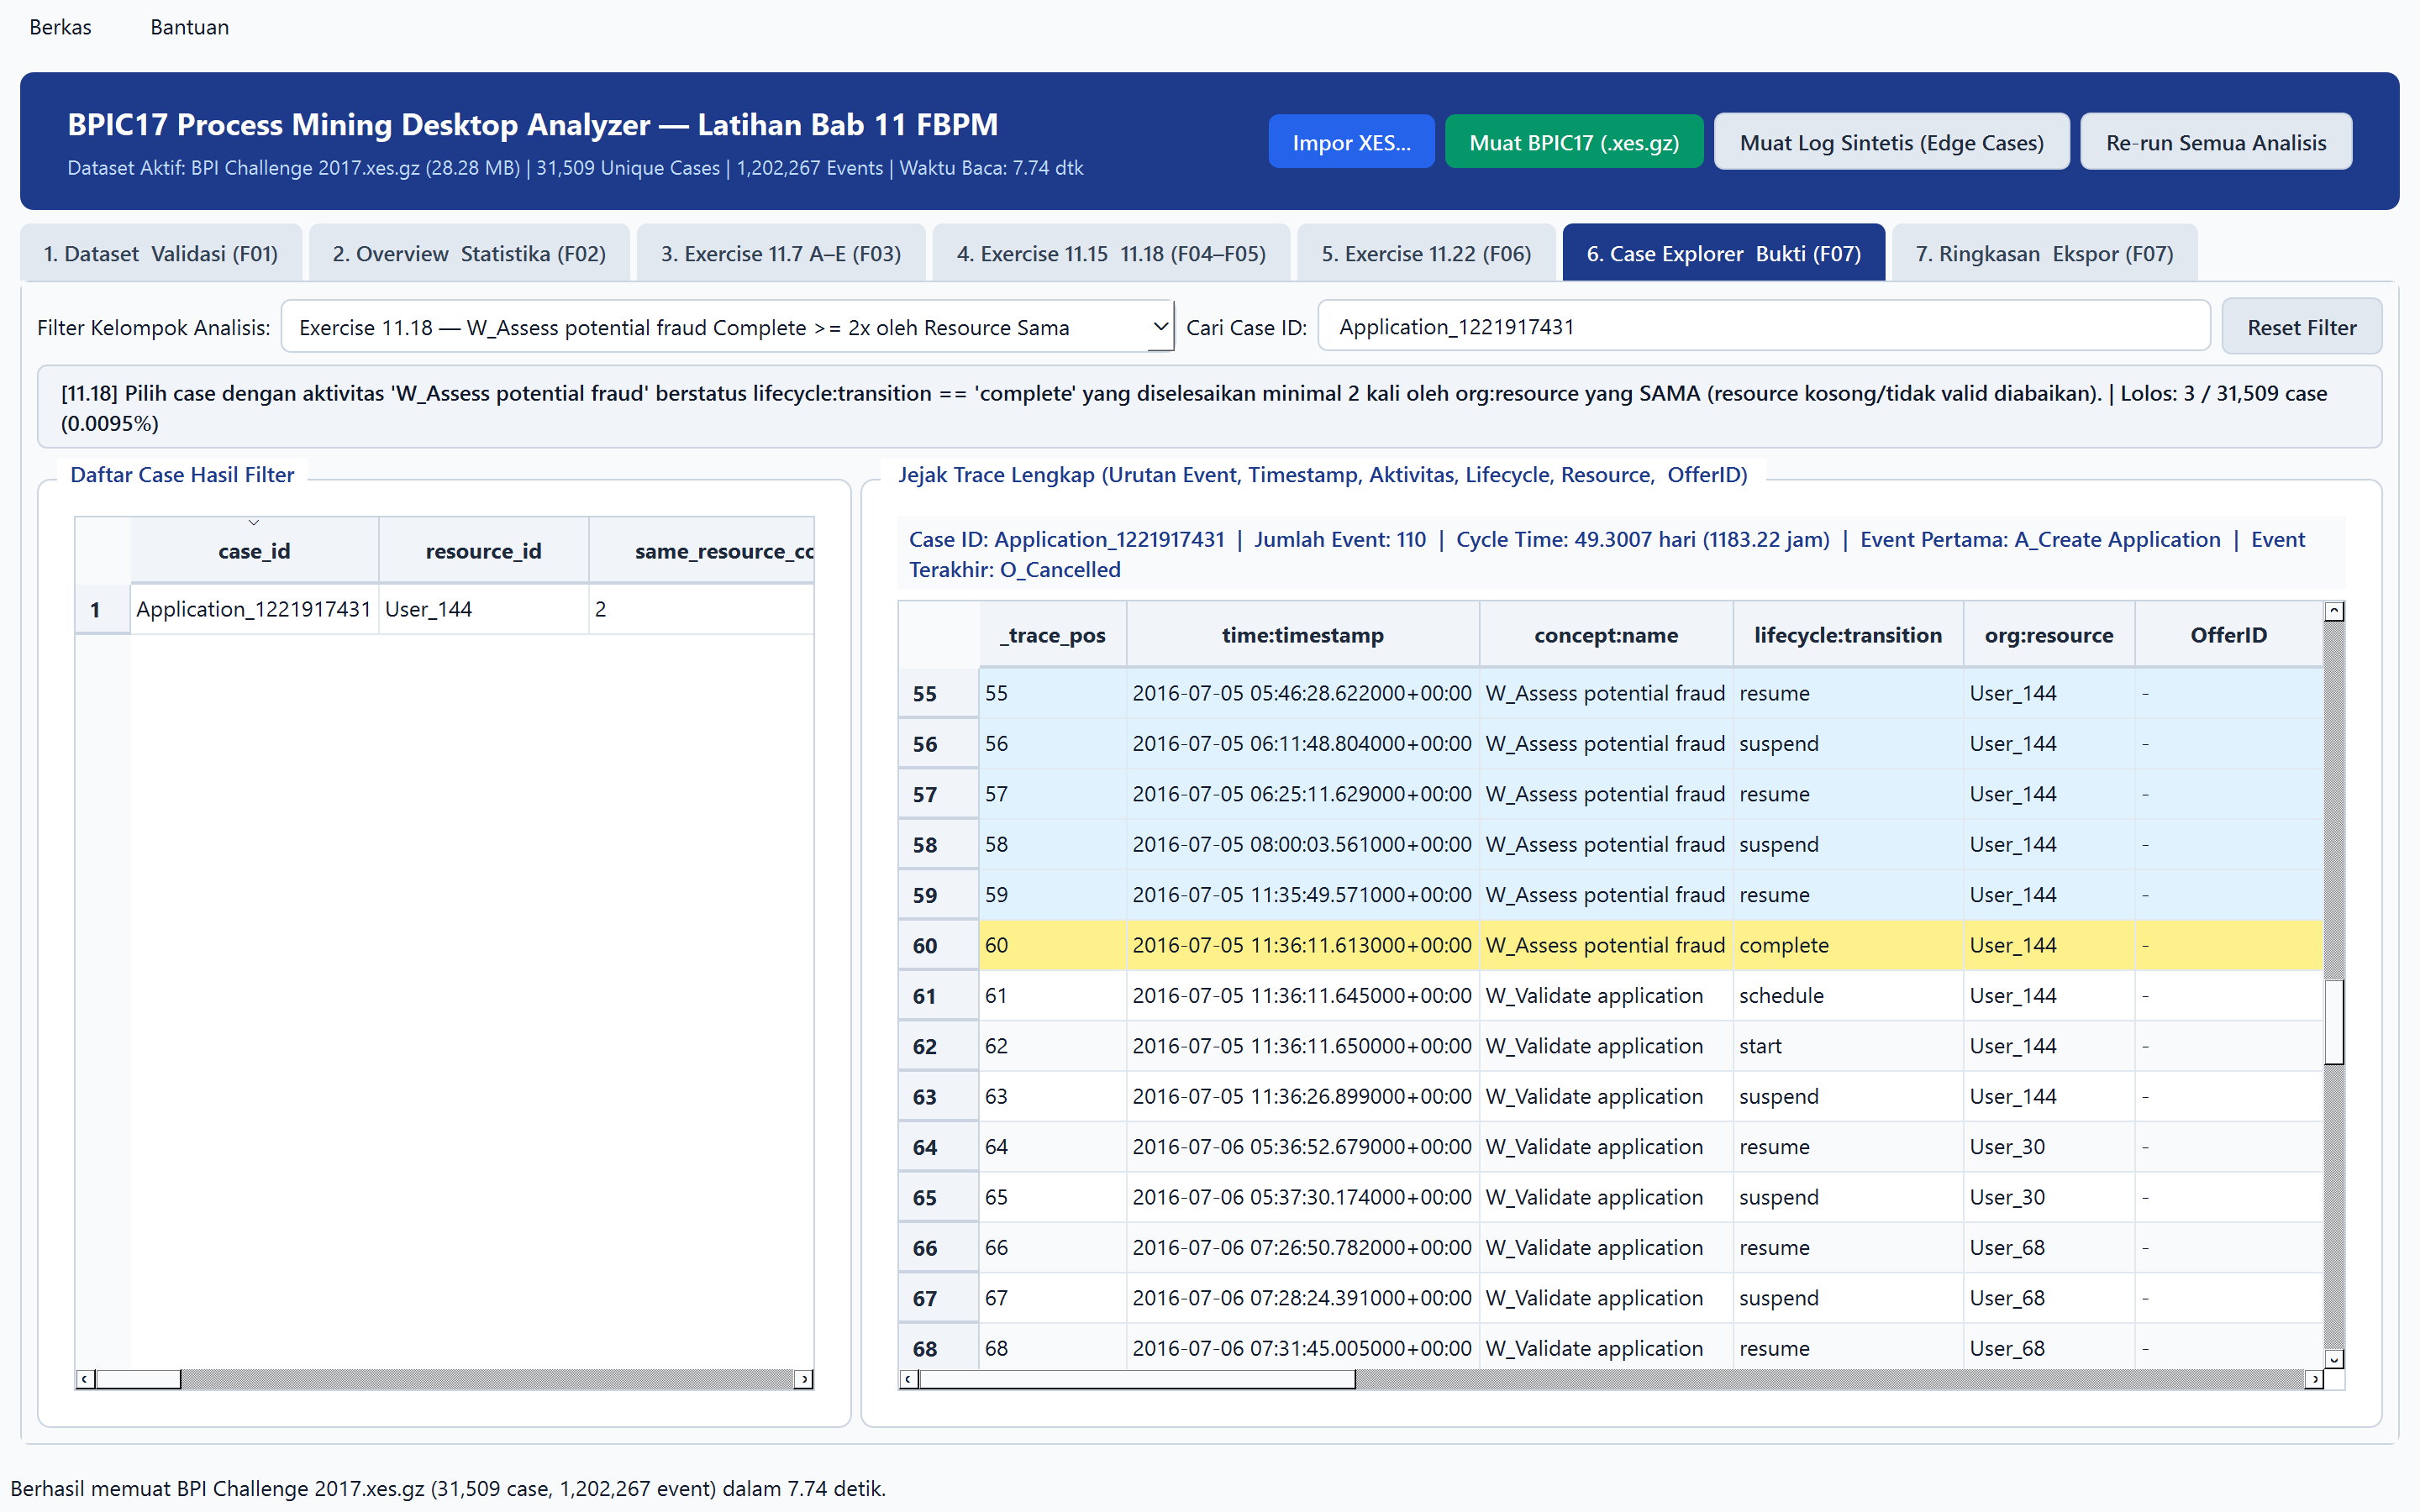 Berkas Bantuan
BPIC17 Process Mining Desktop Analyzer — Latihan Bab 11 FBPM
Dataset Aktif: BPI Challenge 2017.xes.gz (28.28 MB) | 31,509 Unique Cases | 1,202,267 Events | Waktu Baca: 7.74 dtk
Impor XES... Muat BPIC17 (.xes.gz) Muat Log Sintetis (Edge Cases) Re-run Semua Analisis
1. Dataset Validasi (F01) 2. Overview Statistika (F02) 3. Exercise 11.7 A–E (F03) 4. Exercise 11.15 11.18 (F04–F05) 5. Exercise 11.22 (F06) 6. Case Explorer Bukti (F07) 7. Ringkasan Ekspor (F07)
Filter Kelompok Analisis: Exercise 11.18 — W_Assess potential fraud Complete >= 2x oleh Resource Sama Cari Case ID: Application_1221917431 Reset Filter
[11.18] Pilih case dengan aktivitas 'W_Assess potential fraud' berstatus lifecycle:transition == 'complete' yang diselesaikan minimal 2 kali oleh org:resource yang SAMA (resource kosong/tidak valid diabaikan). | Lolos: 3 / 31,509 case
(0.0095%)
Daftar Case Hasil Filter
case_id resource_id same_resource_cc
1 Application_1221917431 User_144 2
Jejak Trace Lengkap (Urutan Event, Timestamp, Aktivitas, Lifecycle, Resource, OfferID)
Case ID: Application_1221917431 | Jumlah Event: 110 | Cycle Time: 49.3007 hari (1183.22 jam) | Event Pertama: A_Create Application | Event
Terakhir: O_Cancelled
_trace_pos time:timestamp concept:name lifecycle:transition org:resource OfferID
55 55 2016-07-05 05:46:28.622000+00:00 W_Assess potential fraud resume User_144 -
56 56 2016-07-05 06:11:48.804000+00:00 W_Assess potential fraud suspend User_144 -
57 57 2016-07-05 06:25:11.629000+00:00 W_Assess potential fraud resume User_144 -
58 58 2016-07-05 08:00:03.561000+00:00 W_Assess potential fraud suspend User_144 -
59 59 2016-07-05 11:35:49.571000+00:00 W_Assess potential fraud resume User_144 -
60 60 2016-07-05 11:36:11.613000+00:00 W_Assess potential fraud complete User_144 -
61 61 2016-07-05 11:36:11.645000+00:00 W_Validate application schedule User_144 -
62 62 2016-07-05 11:36:11.650000+00:00 W_Validate application start User_144 -
63 63 2016-07-05 11:36:26.899000+00:00 W_Validate application suspend User_144 -
64 64 2016-07-06 05:36:52.679000+00:00 W_Validate application resume User_30 -
65 65 2016-07-06 05:37:30.174000+00:00 W_Validate application suspend User_30 -
66 66 2016-07-06 07:26:50.782000+00:00 W_Validate application resume User_68 -
67 67 2016-07-06 07:28:24.391000+00:00 W_Validate application suspend User_68 -
68 68 2016-07-06 07:31:45.005000+00:00 W_Validate application resume User_68 -
Berhasil memuat BPI Challenge 2017.xes.gz (31,509 case, 1,202,267 event) dalam 7.74 detik.